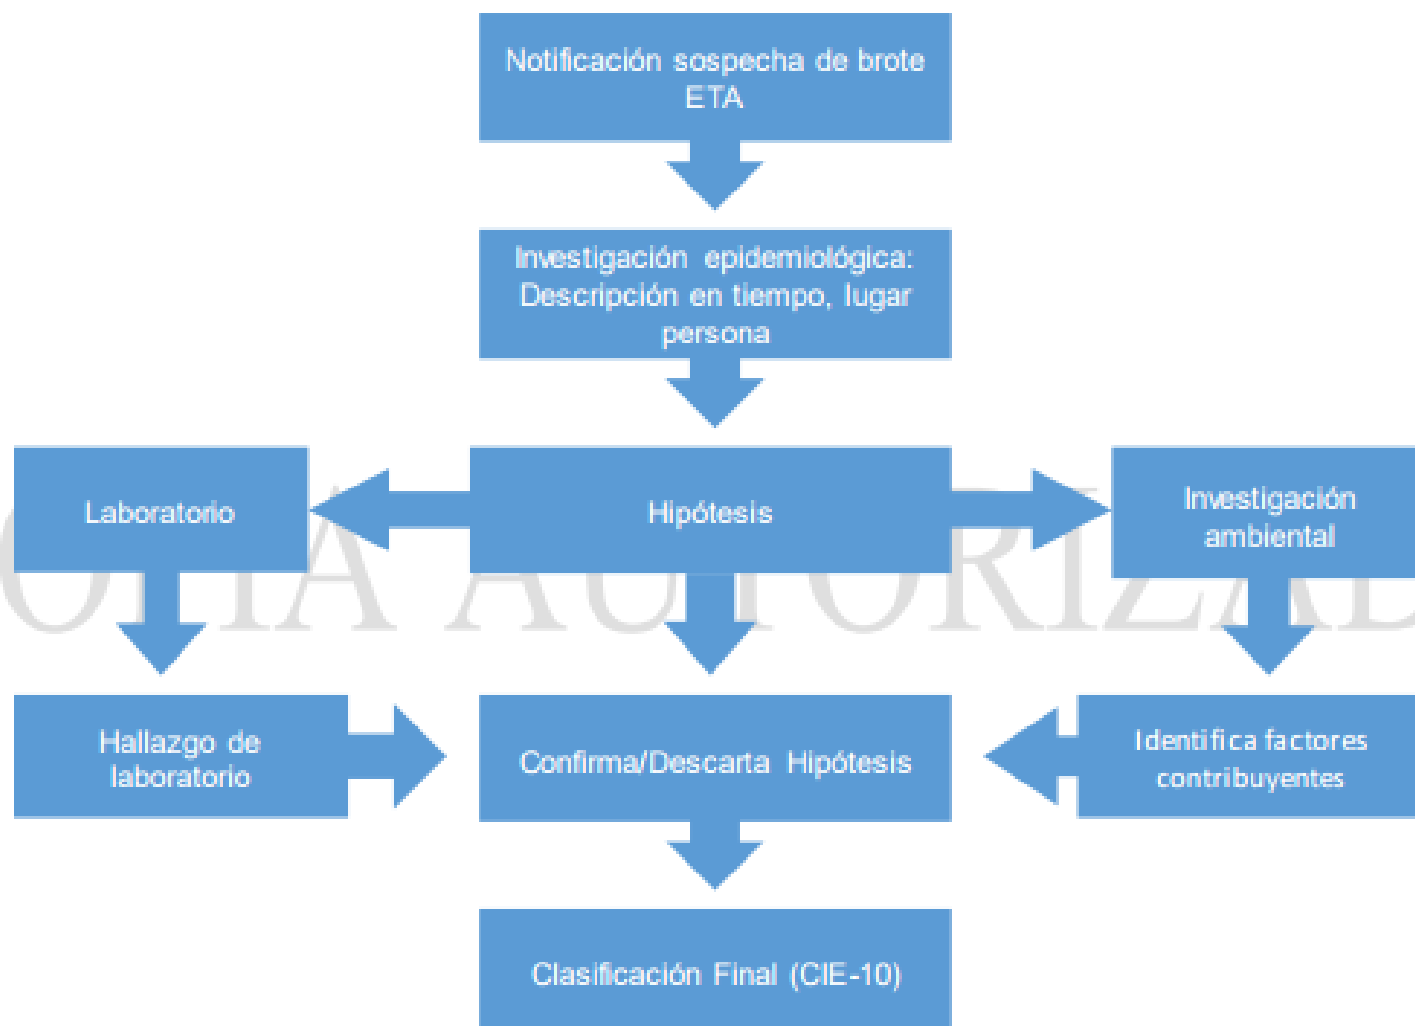 Notificación sospecha de brote
ETA
Investigación epidemiológica:
Descripción en tiempo, lugar
persona
Laboratorio
Hipótesis
Investigación
ambiental
Hallazgo de
laboratorio
Confirma/Descarta Hipótesis
Identifica factores
contribuyentes
Clasificación Final (CIE-10)